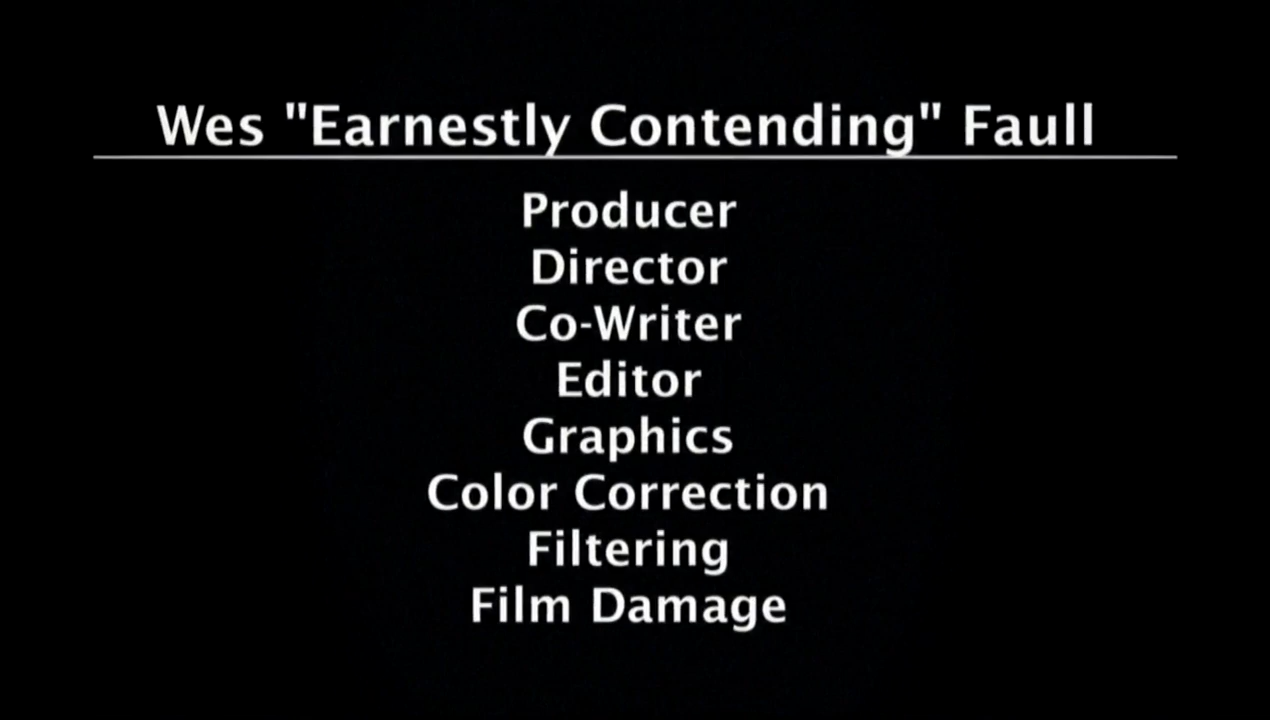 Wes "Earnestly Contending" Faull
Producer
Director
Co-Writer
Editor
Graphics
Color Correction
Filtering
Film Damage